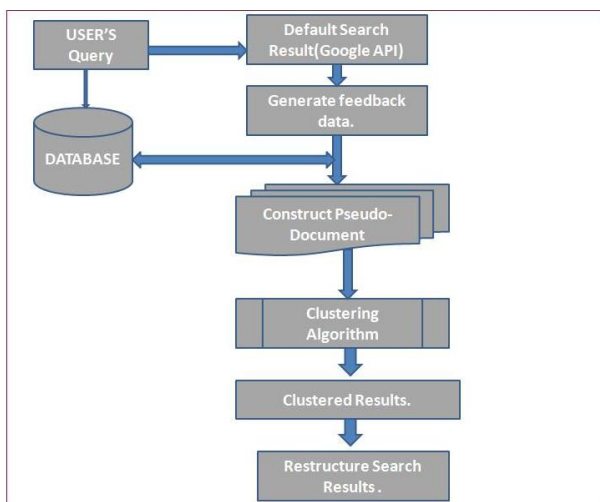 USER'S
Query
Default Search
Result(Google API)
Generate feedback
data.
DATABASE
Construct Pseudo-
Document
Clustering
Algorithm
Clustered Results.
Restructure Search
Results .